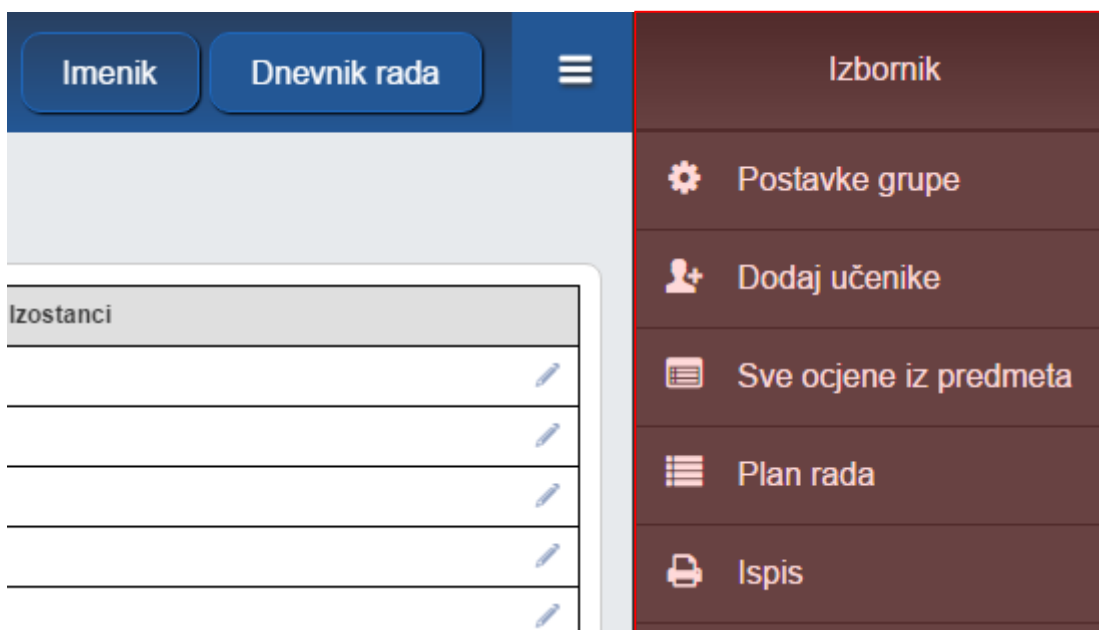 Imenik
Dnevnik rada
Izbornik
Postavke grupe
Dodaj učenike
Izostanci
Sve ocjene iz predmeta
Plan rada
Ispis